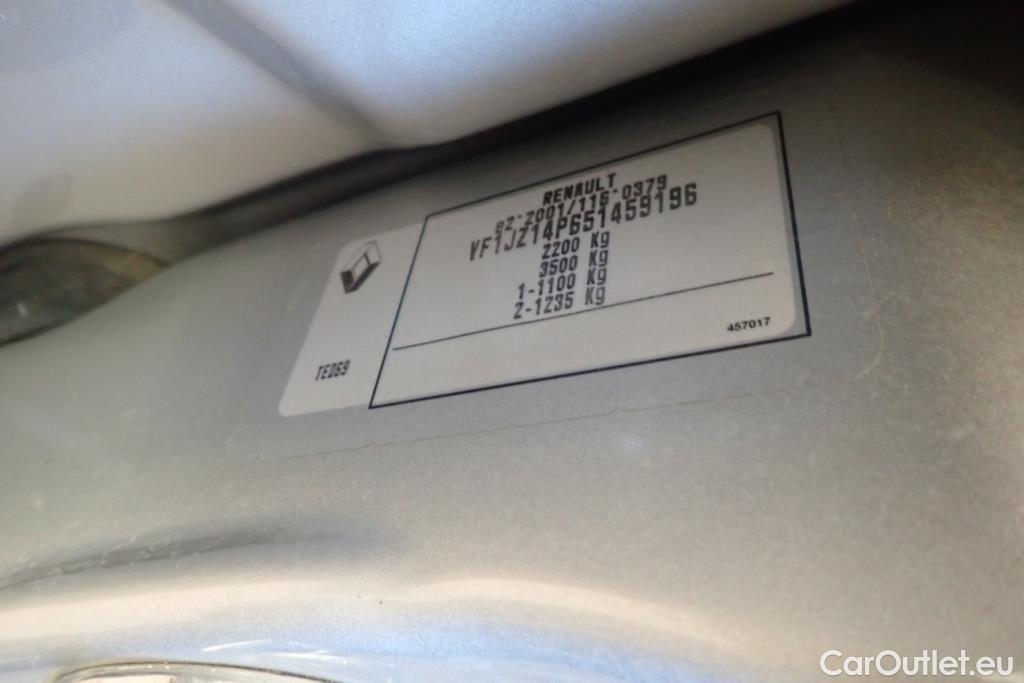 RENAULT
e2*2001/116*0379
VF1JZ14P651459196
2200 Kg
3500 Kg
1-1100 Kg
2-1235 Kg
TED69
457017
CarOutlet.eu